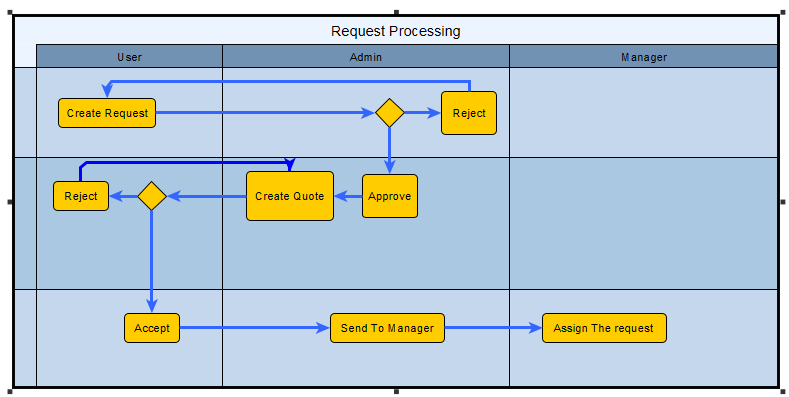 Request Processing
User
Admin
Manager
Create Request
Reject
Reject
Create Quote
Approve
Accept
Send To Manager
Assign The request